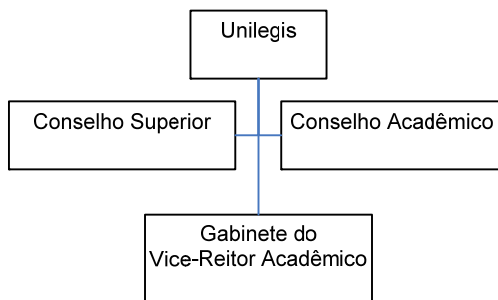 Unilegis
Conselho Superior
Conselho Acadêmico
Gabinete do
Vice-Reitor Acadêmico